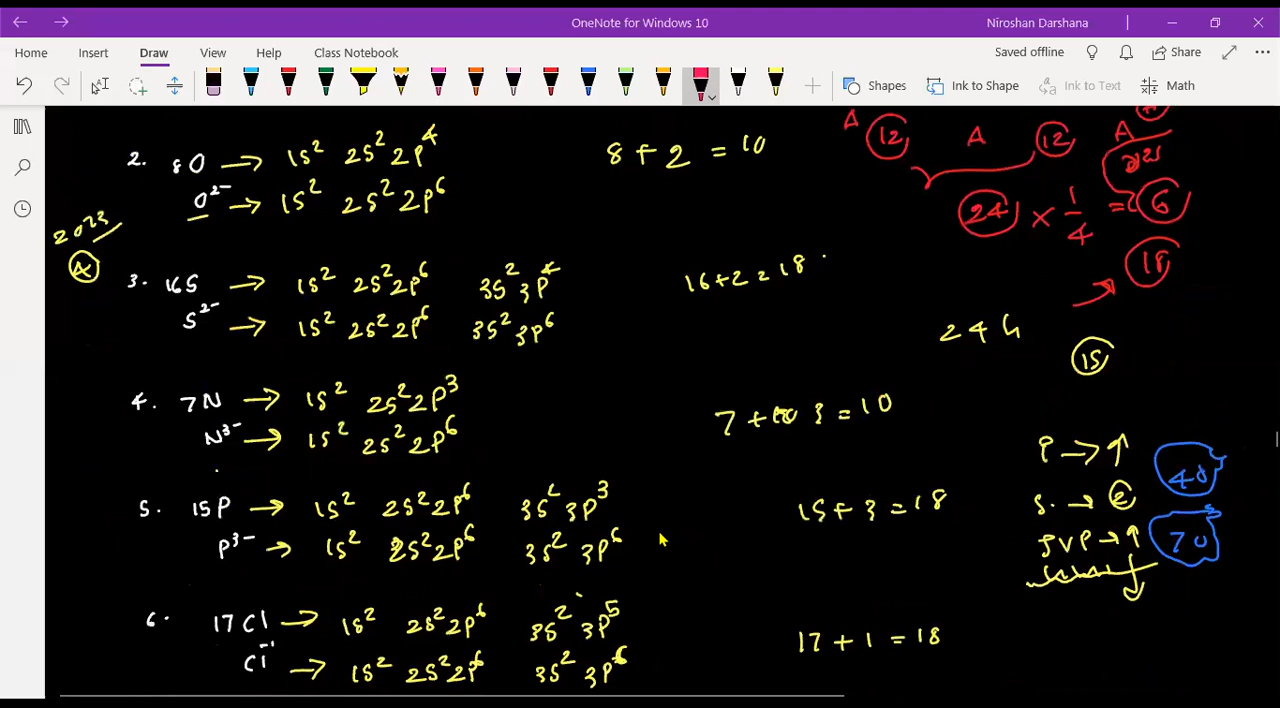 OneNote for Windows 10
Niroshan Darshana
Home Insert Draw View Help Class Notebook
Saved offline Share
Shapes Ink to Shape Ink to Text Math
2. 8O → 1s² 2s² 2p⁴ 8 + 2 = 10
O²⁻ → 1s² 2s² 2p⁶
2023
3. 16S → 1s² 2s² 2p⁶ 3s² 3p⁴ 16+2=18
S²⁻ → 1s² 2s² 2p⁶ 3s² 3p⁶
4. 7N → 1s² 2s² 2p³ 7 + 3 = 10
N³⁻ → 1s² 2s² 2p⁶
5. 15P → 1s² 2s² 2p⁶ 3s² 3p³ 15 + 3 = 18
P³⁻ → 1s² 2s² 2p⁶ 3s² 3p⁶
6. 17Cl → 1s² 2s² 2p⁶ 3s² 3p⁵ 17 + 1 = 18
Cl⁻¹ → 1s² 2s² 2p⁶ 3s² 3p⁶
A 12 A 12 A
24 × 1/4 = 6
18
24
15
P → ↑ 40
S. → 2
→ ↑ 70